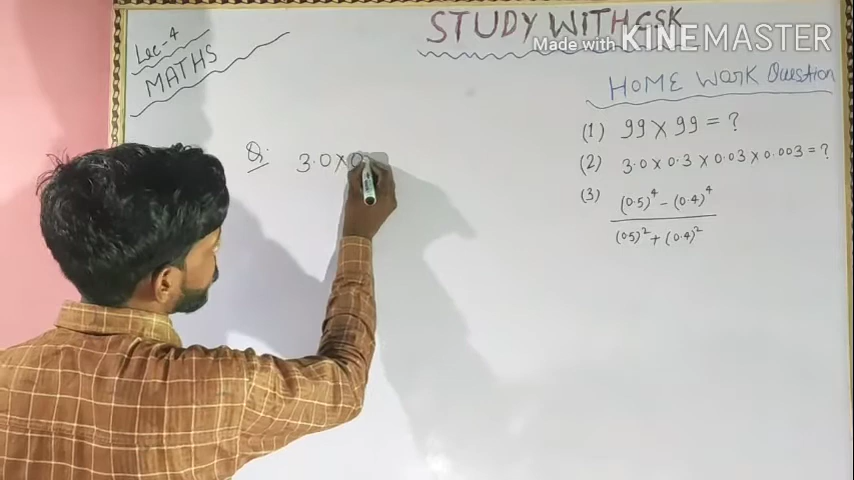 STUDY WITH GSK
Made with KINEMASTER
Lec-4
MATHS
HOME WORK Question
Q: 3.0×0
(1) 99×99 = ?
(2) 3.0 × 0.3 × 0.03 × 0.003 = ?
(3) (0.5)⁴ - (0.4)⁴
(0.5)² + (0.4)²